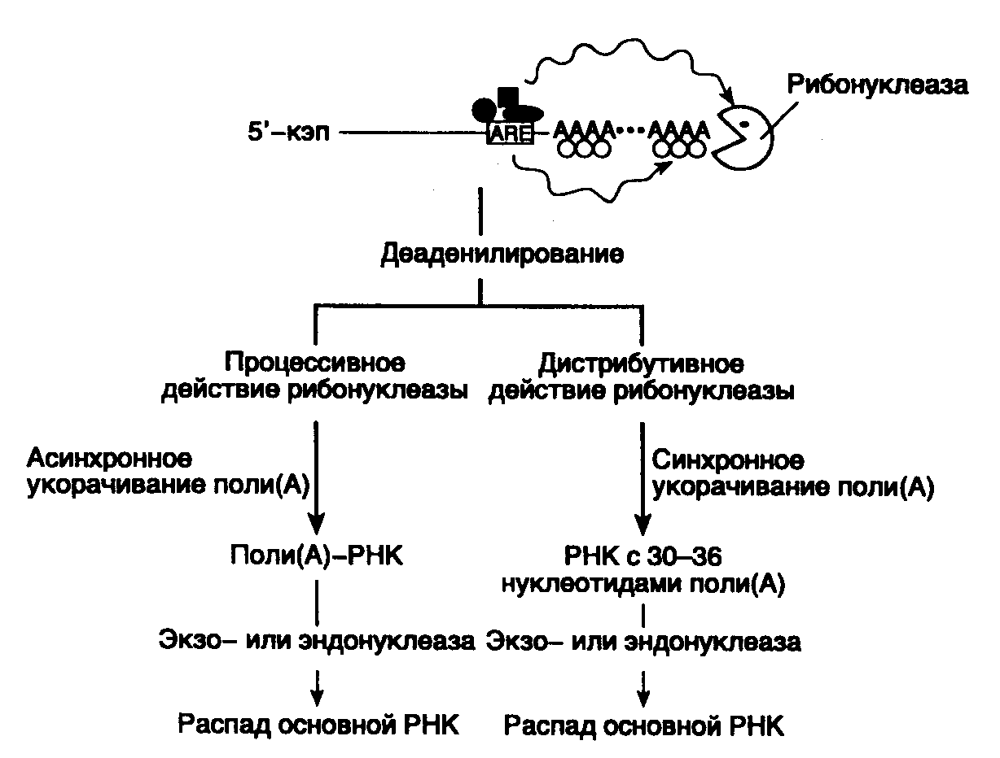 Рибонуклеаза
5'–кэп
ARE
AAAA•••AAAA
Деаденилирование
Процессивное
действие рибонуклеазы
Дистрибутивное
действие рибонуклеазы
Асинхронное
укорачивание поли(А)
Синхронное
укорачивание поли(А)
Поли(А)–РНК
РНК с 30–36
нуклеотидами поли(А)
Экзо– или эндонуклеаза
Экзо– или эндонуклеаза
Распад основной РНК
Распад основной РНК